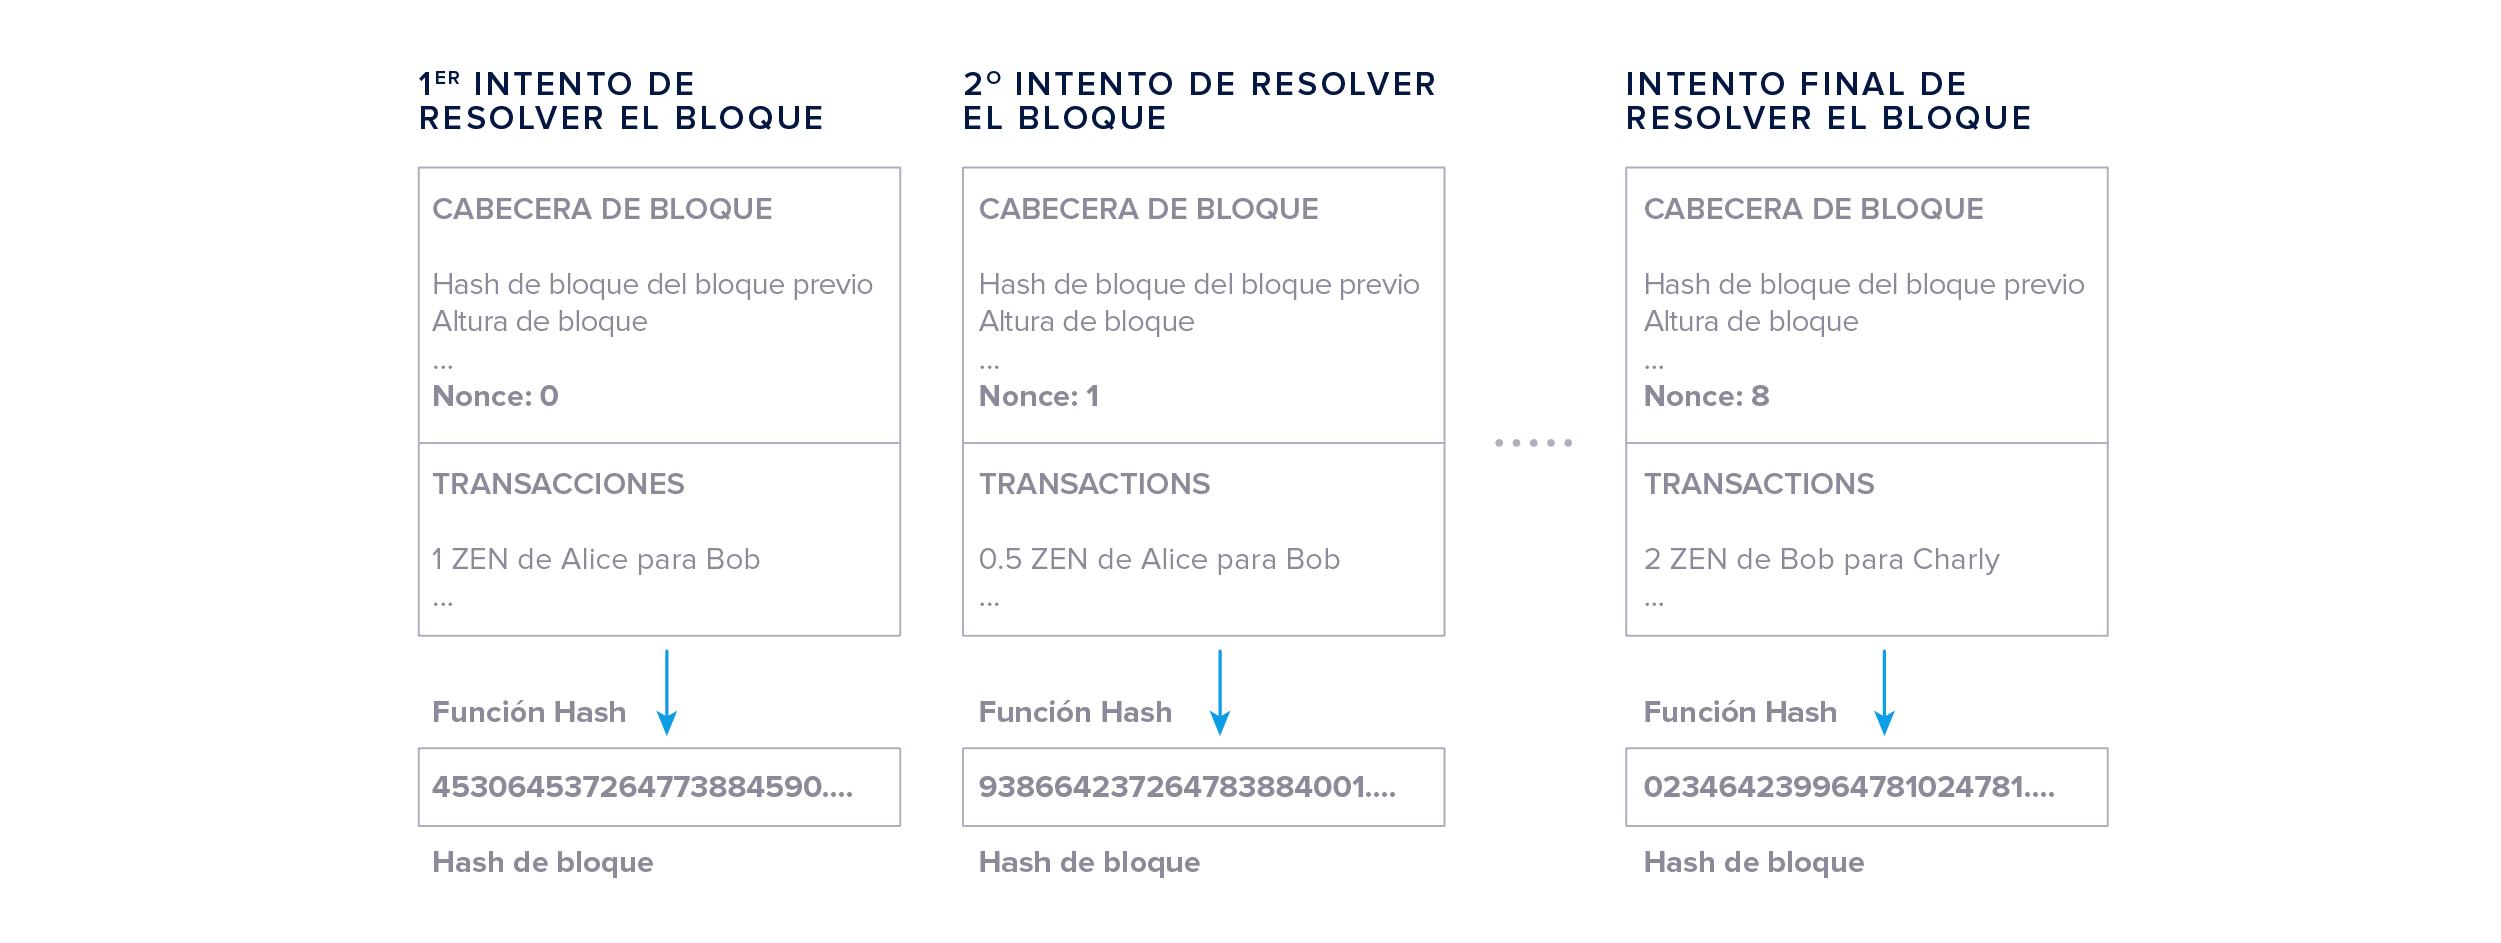 1ER INTENTO DE
RESOLVER EL BLOQUE
CABECERA DE BLOQUE
Hash de bloque del bloque previo
Altura de bloque
...
Nonce: 0
TRANSACCIONES
1 ZEN de Alice para Bob
...
Función Hash
453064537264773884590....
Hash de bloque
2º INTENTO DE RESOLVER
EL BLOQUE
CABECERA DE BLOQUE
Hash de bloque del bloque previo
Altura de bloque
...
Nonce: 1
TRANSACTIONS
0.5 ZEN de Alice para Bob
...
Función Hash
938664237264783884001....
Hash de bloque
.....
INTENTO FINAL DE
RESOLVER EL BLOQUE
CABECERA DE BLOQUE
Hash de bloque del bloque previo
Altura de bloque
...
Nonce: 8
TRANSACTIONS
2 ZEN de Bob para Charly
...
Función Hash
023464239964781024781....
Hash de bloque